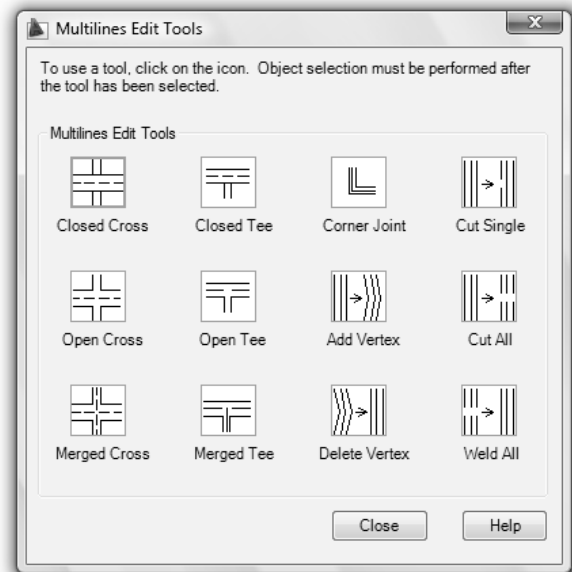 Multilines Edit Tools
To use a tool, click on the icon. Object selection must be performed after
the tool has been selected.
Multilines Edit Tools
Closed Cross Closed Tee Corner Joint Cut Single
Open Cross Open Tee Add Vertex Cut All
Merged Cross Merged Tee Delete Vertex Weld All
Close Help